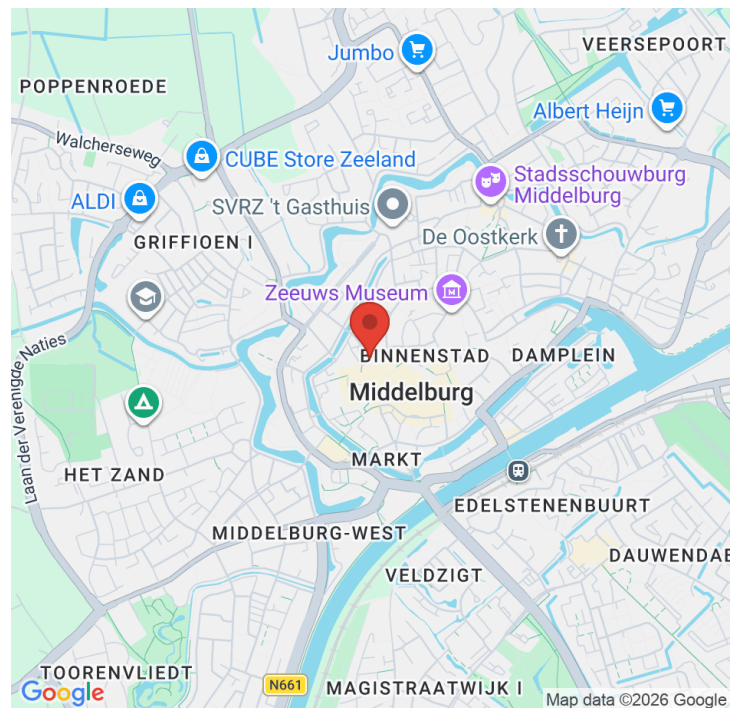 VEERSEPOORT
Jumbo
POPPENROEDE
Albert Heijn
Walcherseweg
CUBE Store Zeeland
Stadsschouwburg
Middelburg
ALDI
SVRZ 't Gasthuis
De Oostkerk
GRIFFIOEN I
Zeeuws Museum
Laan der Verenigde Naties
BINNENSTAD
DAMPLEIN
Middelburg
MARKT
HET ZAND
EDELSTENENBUURT
MIDDELBURG-WEST
DAUWENDAE
VELDZIGT
TOORENVLIEDT
N661
MAGISTRAATWIJK I
Google
Map data ©2026 Google